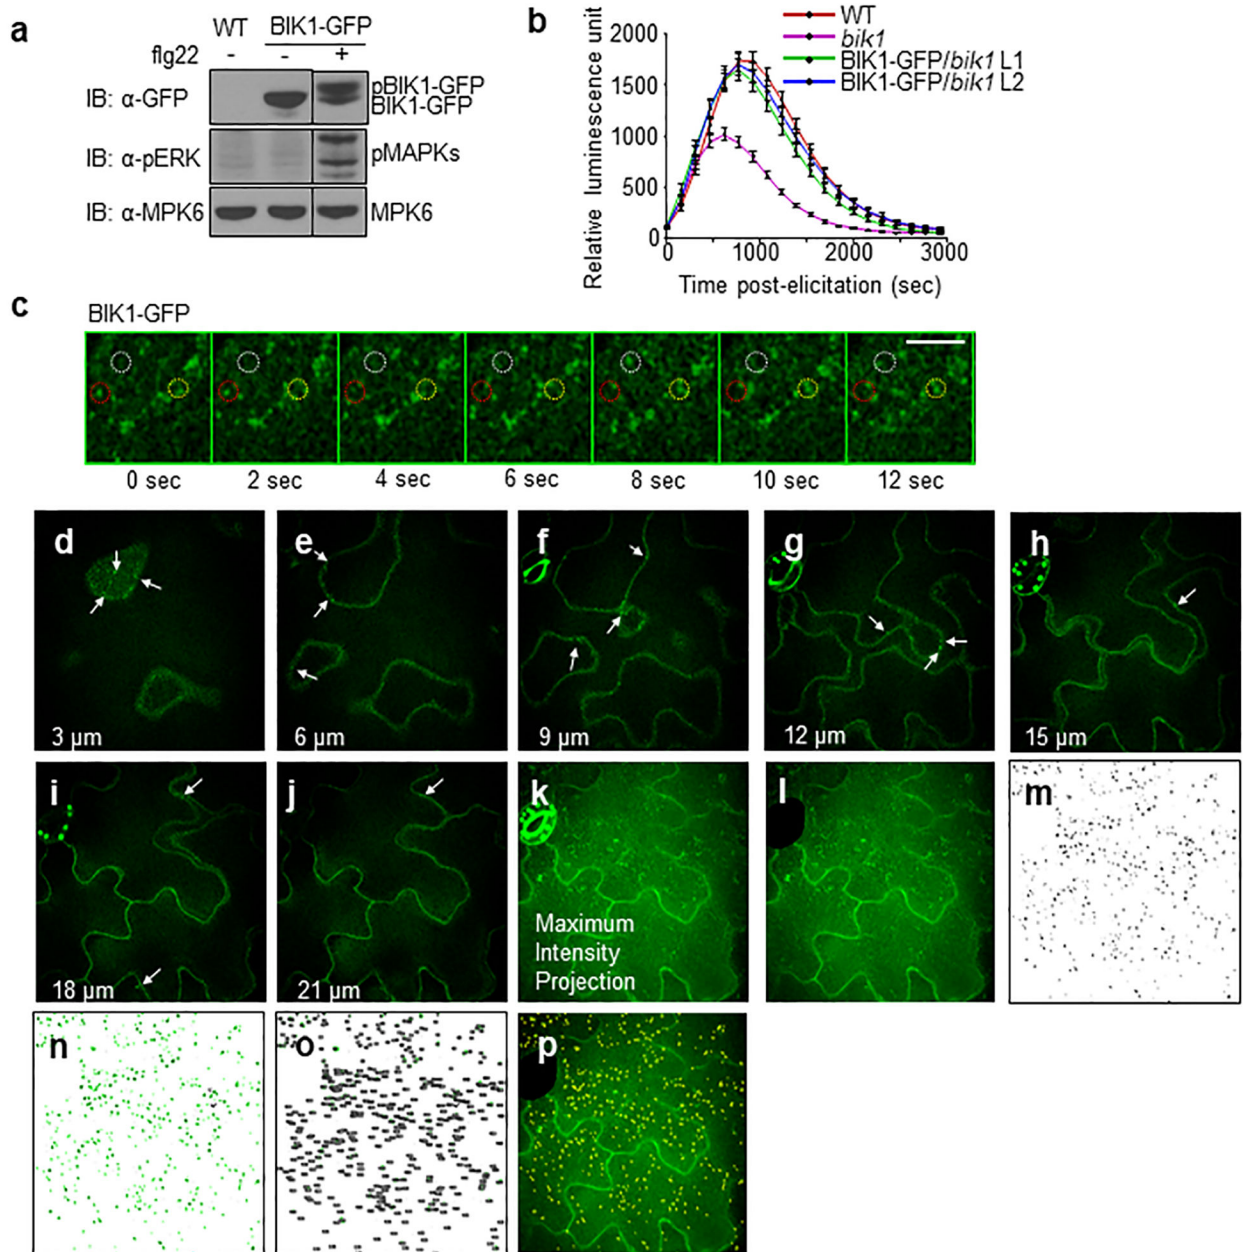 a
WT BIK1-GFP
flg22 - - +
IB: α-GFP
pBIK1-GFP
BIK1-GFP
IB: α-pERK
pMAPKs
IB: α-MPK6
MPK6
b
Relative luminescence unit
2000
1500
1000
500
0
0 1000 2000 3000
Time post-elicitation (sec)
WT
bik1
BIK1-GFP/bik1 L1
BIK1-GFP/bik1 L2
c
BIK1-GFP
0 sec 2 sec 4 sec 6 sec 8 sec 10 sec 12 sec
d e f g h
3 µm 6 µm 9 µm 12 µm 15 µm
i j k l m
Maximum
Intensity
Projection
18 µm 21 µm
n o p